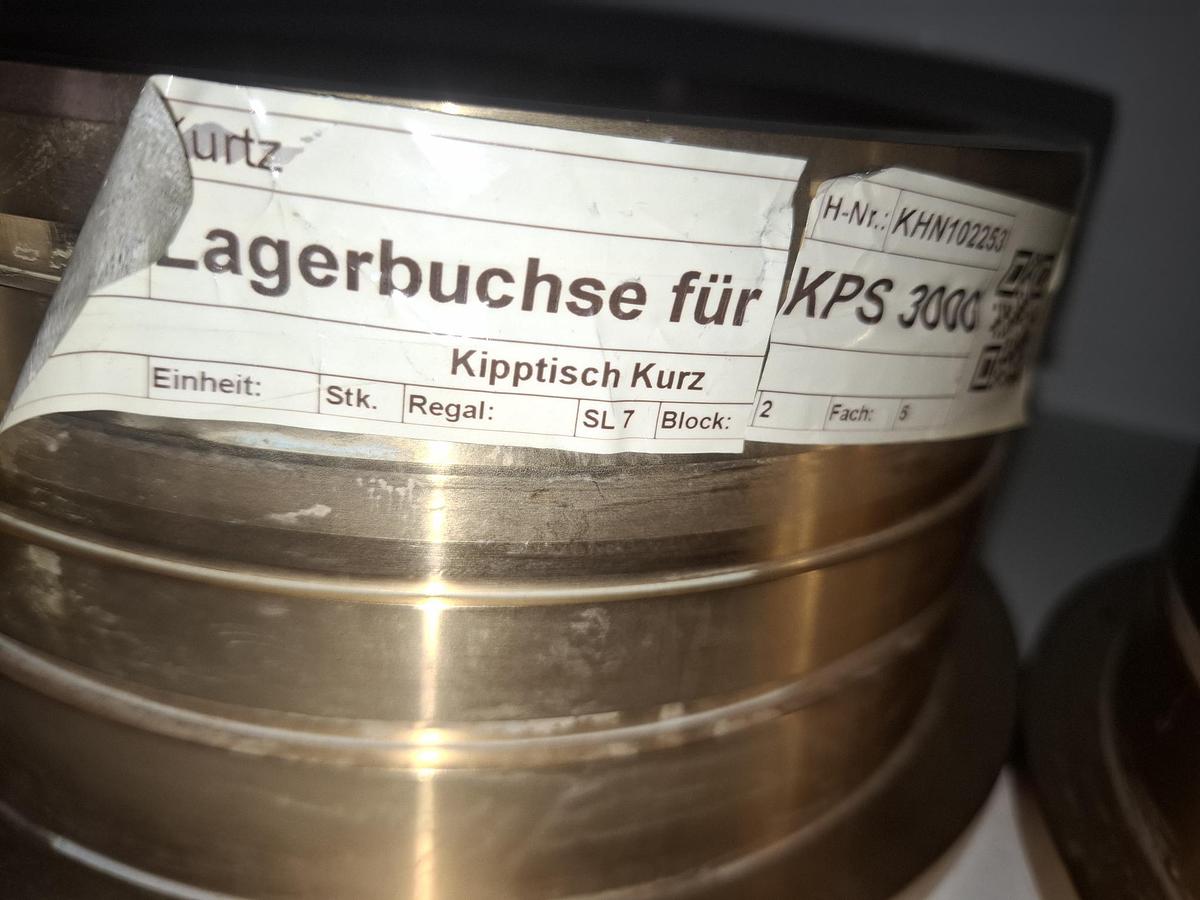 Kurtz
H-Nr.: KHN102253
Lagerbuchse für KPS 3000
Kipptisch Kurz
Einheit: Stk. Regal: SL 7 Block: 2 Fach: 5